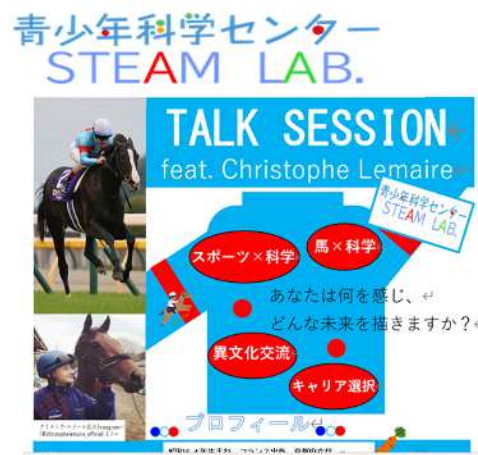 青少年科学センター
STEAM LAB.
TALK SESSION
feat. Christophe Lemaire
青少年科学センター
STEAM LAB.
スポーツ×科学
馬×科学
あなたは何を感じ、
どんな未来を描きますか？
異文化交流
キャリア選択
プロフィール